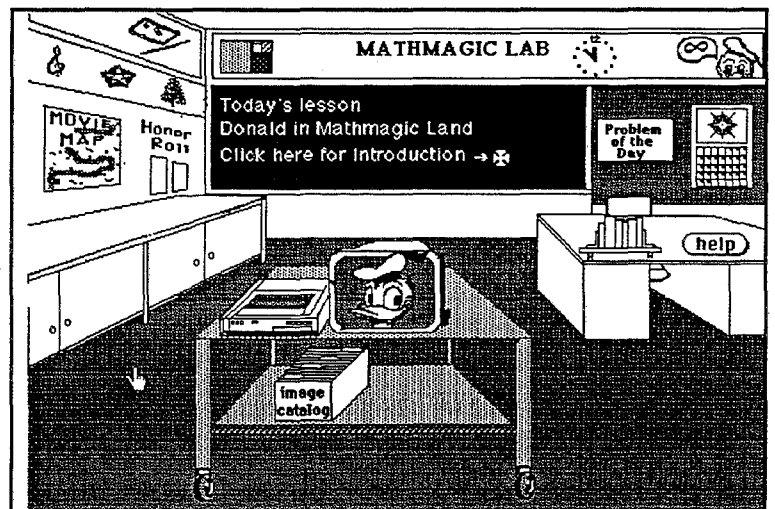 MATHMAGIC LAB
12
∞
Today's lesson
Donald in Mathmagic Land
Click here for Introduction →
MOVIE
MAP
Honor
Roll
Problem
of the
Day
help
image
catalog